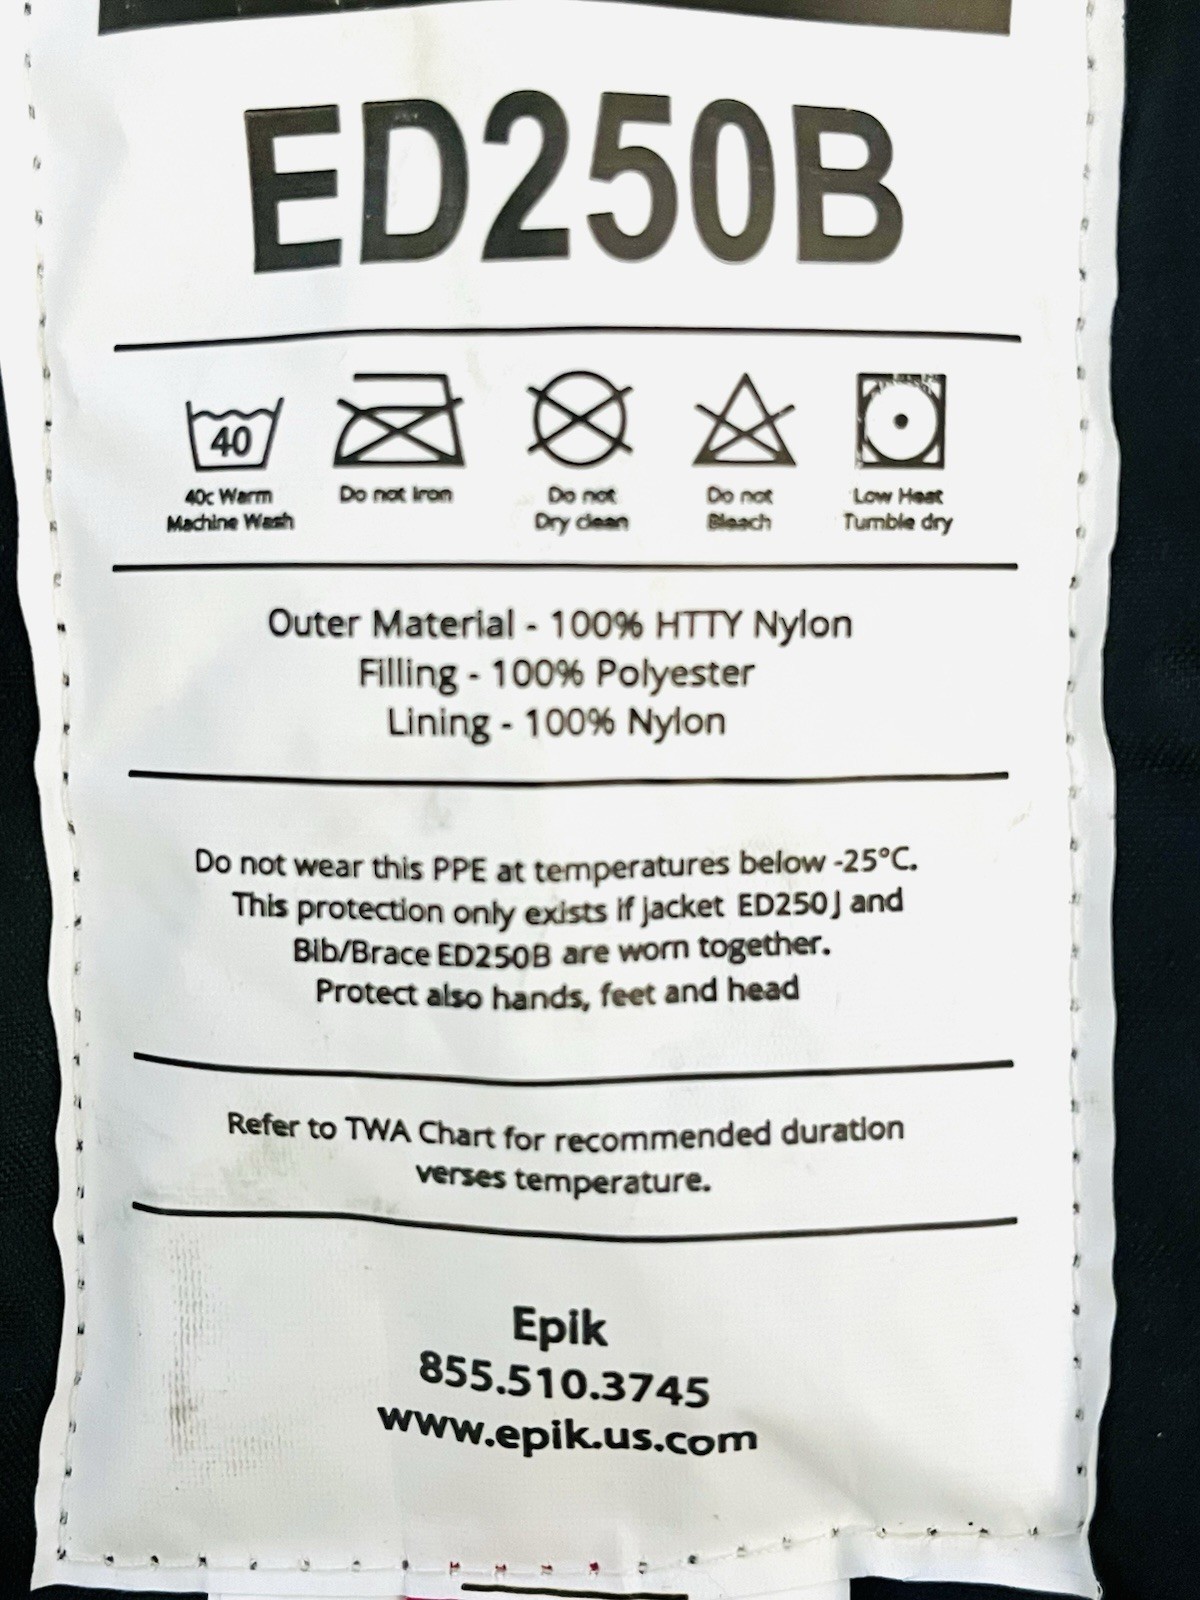 ED250B
40
40c Warm
Machine Wash
Do not Iron
Do not
Dry clean
Do not
Bleach
Low Heat
Tumble dry
Outer Material - 100% HTTY Nylon
Filling - 100% Polyester
Lining - 100% Nylon
Do not wear this PPE at temperatures below -25°C.
This protection only exists if jacket ED250J and
Bib/Brace ED250B are worn together.
Protect also hands, feet and head
Refer to TWA Chart for recommended duration
verses temperature.
Epik
855.510.3745
www.epik.us.com